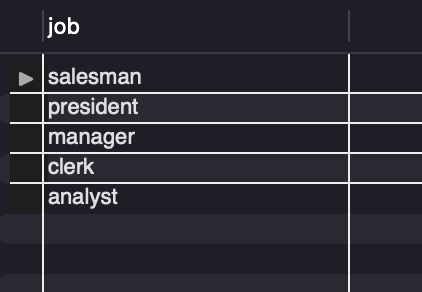 job
salesman
president
manager
clerk
analyst